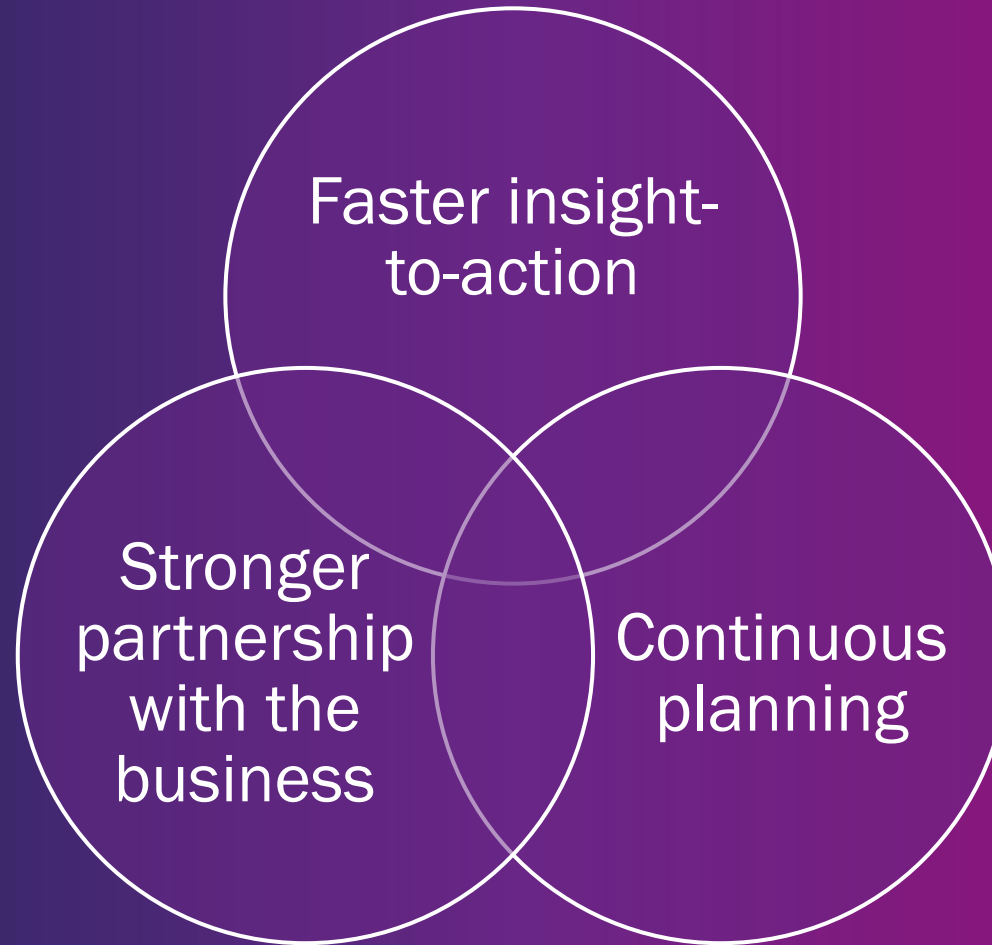 Faster insight-
to-action
Stronger
partnership
with the
business
Continuous
planning